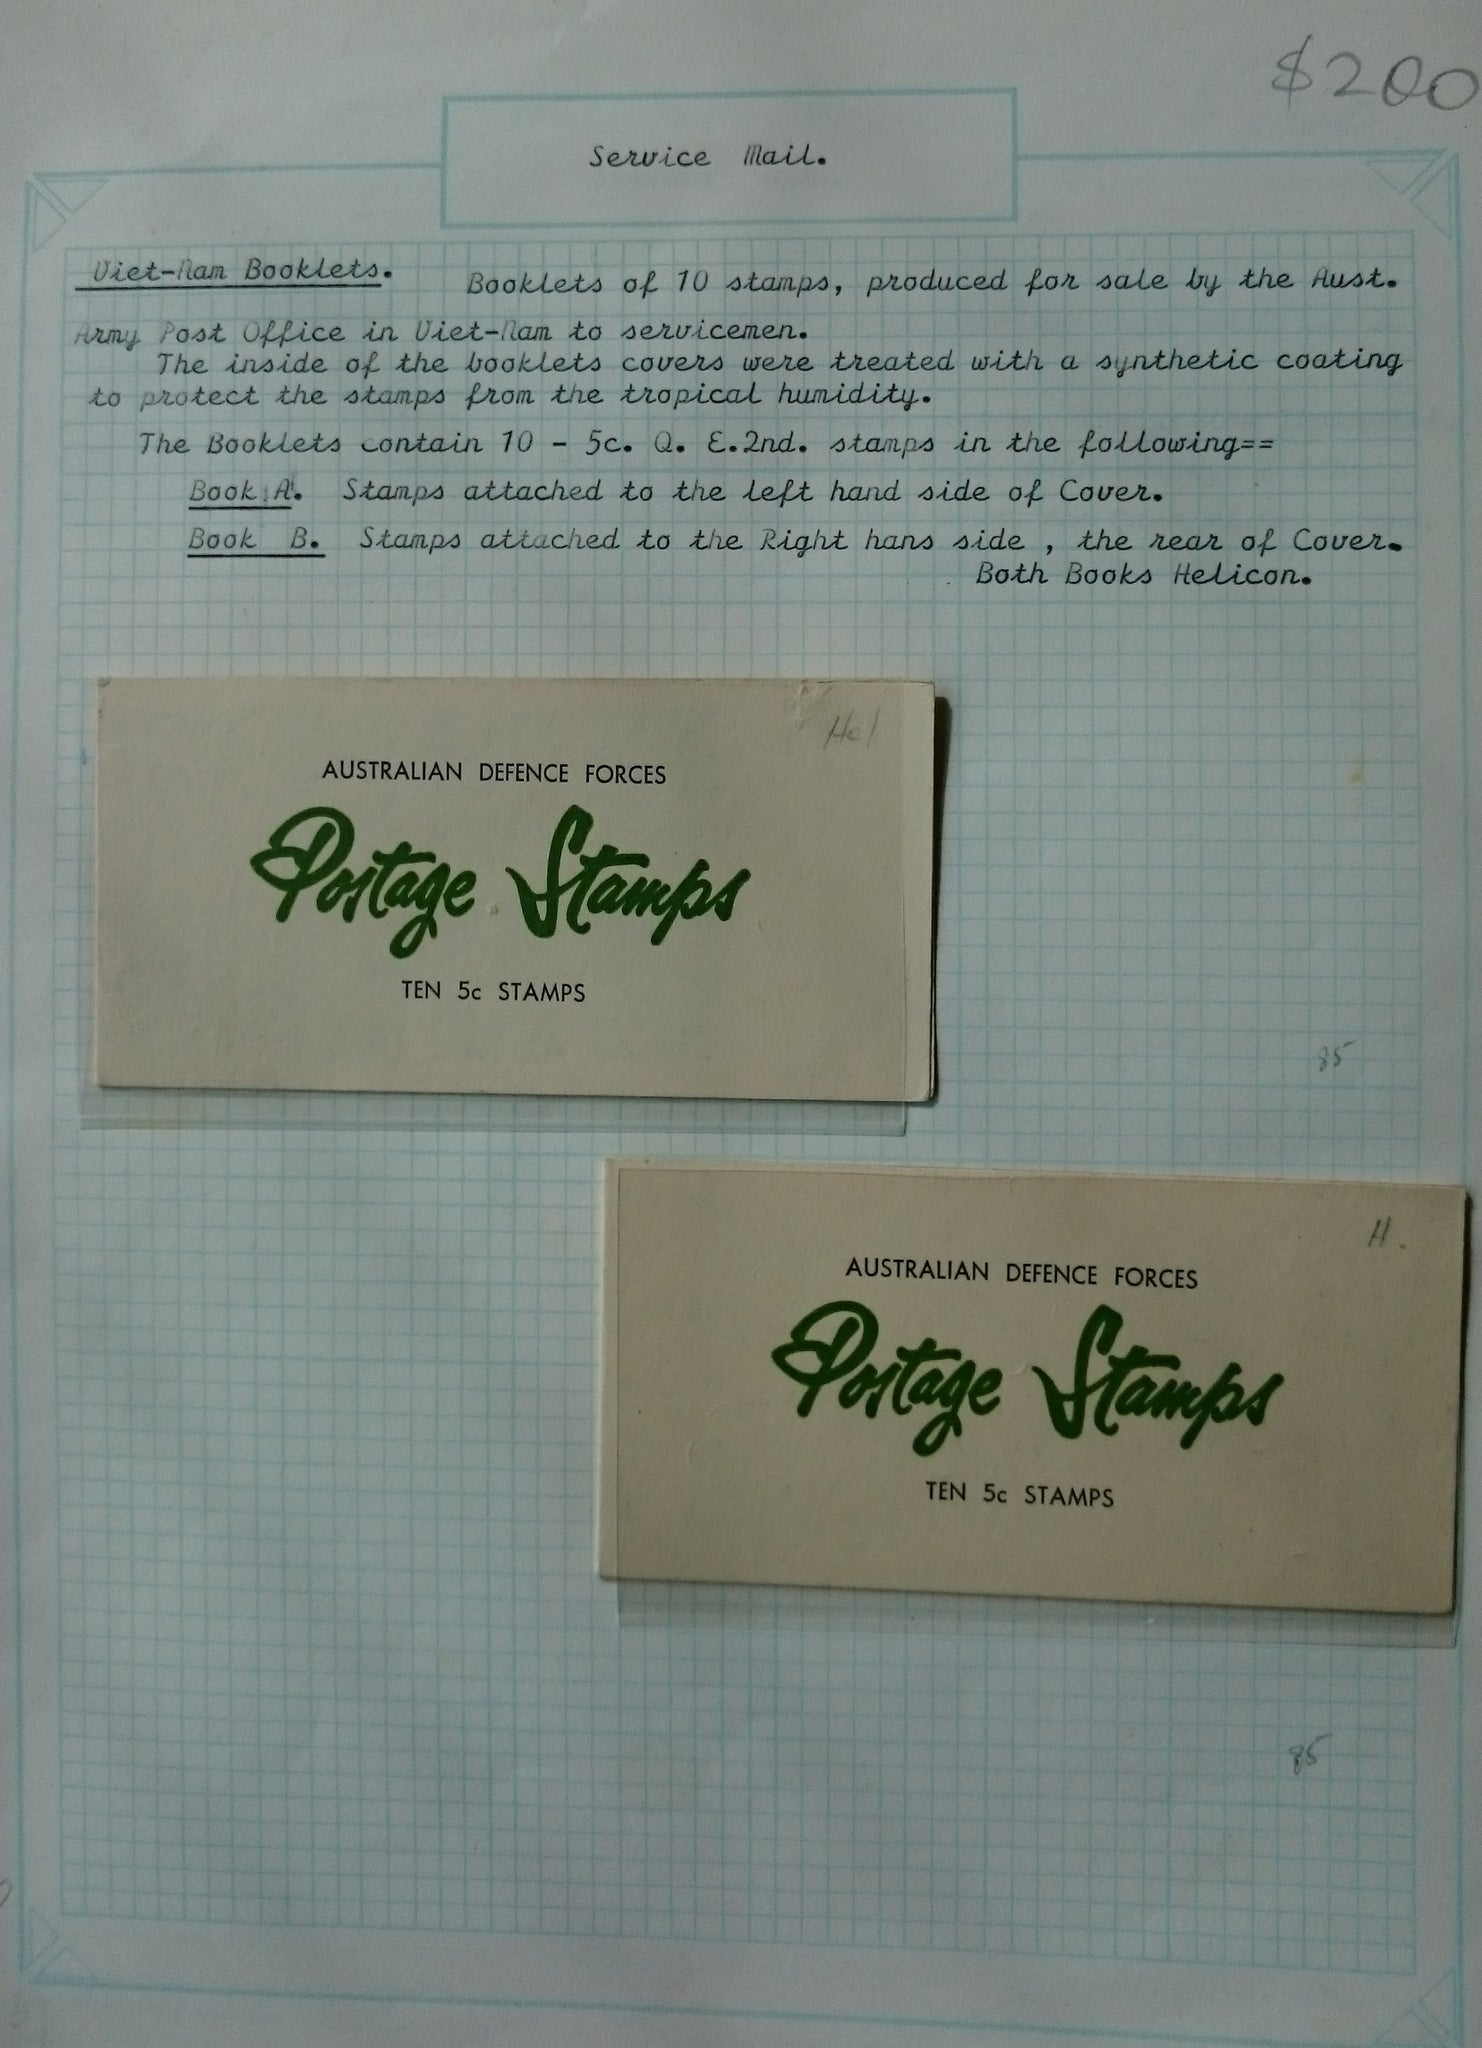 $200
Service Mail.
Viet-Nam Booklets. Booklets of 10 stamps, produced for sale by the Aust.
Army Post Office in Viet-Nam to servicemen.
The inside of the booklets covers were treated with a synthetic coating
to protect the stamps from the tropical humidity.
The Booklets contain 10 - 5c. Q. E.2nd. stamps in the following==
Book A. Stamps attached to the left hand side of Cover.
Book B. Stamps attached to the Right hans side , the rear of Cover.
Both Books Helicon.
Hel
AUSTRALIAN DEFENCE FORCES
Postage Stamps
TEN 5c STAMPS
85
H.
AUSTRALIAN DEFENCE FORCES
Postage Stamps
TEN 5c STAMPS
85